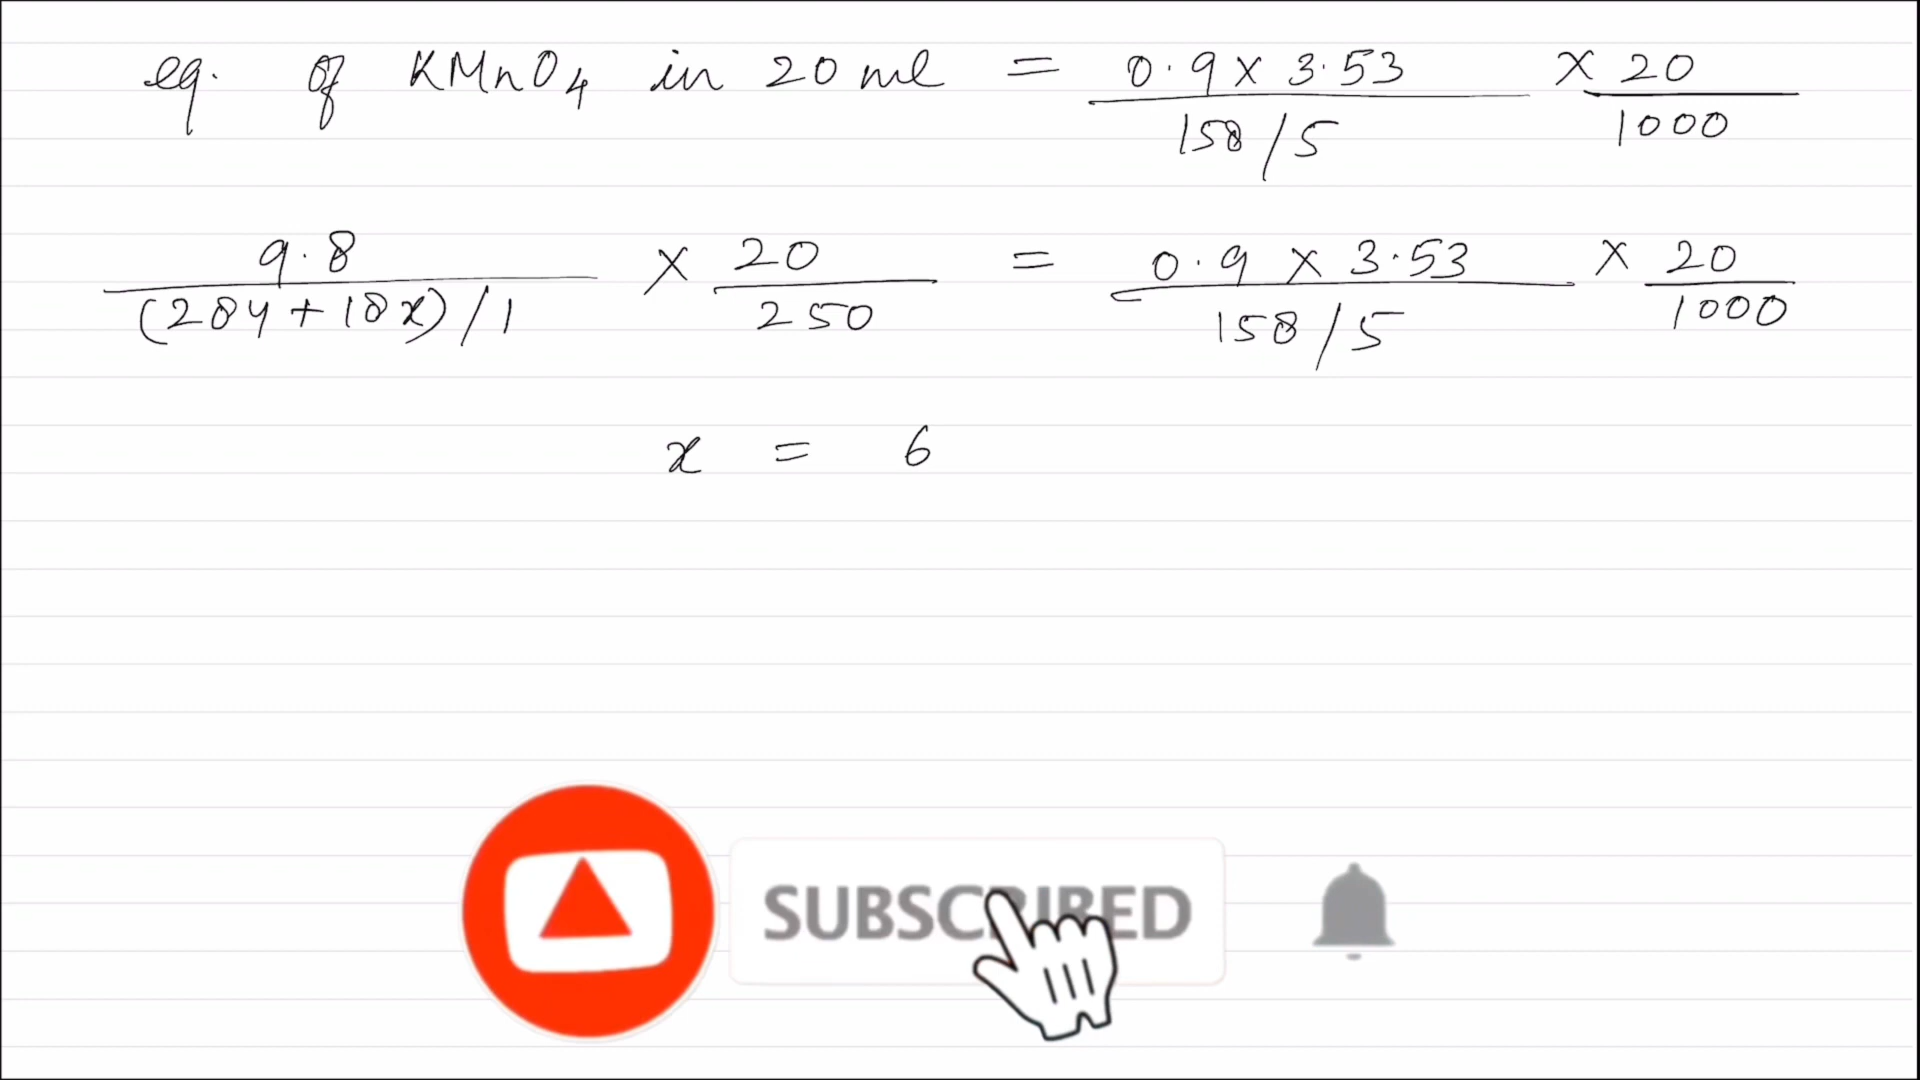 eq. of KMnO4 in 20 ml = 0.9 x 3.53 / 158/5 x 20 / 1000
9.8 / (284 + 18x)/1 x 20 / 250 = 0.9 x 3.53 / 158/5 x 20 / 1000
x = 6
SUBSCRIBED